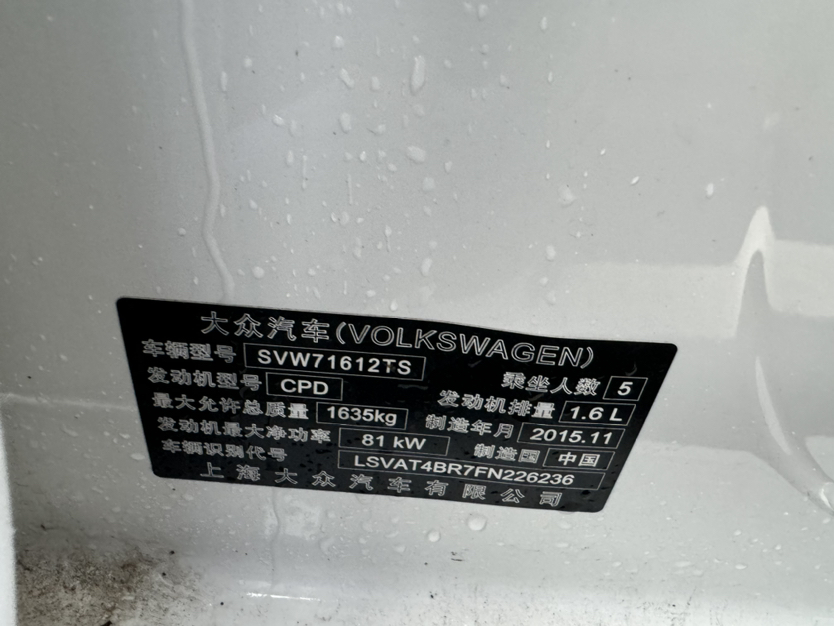 大众汽车(VOLKSWAGEN)
车辆型号 SVW71612TS 乘坐人数 5
发动机型号 CPD 发动机排量 1.6 L
最大允许总质量 1635kg 制造年月 2015.11
发动机最大净功率 81 kW 制造国 中国
车辆识别代号 LSVAT4BR7FN226236
上海大众汽车有限公司